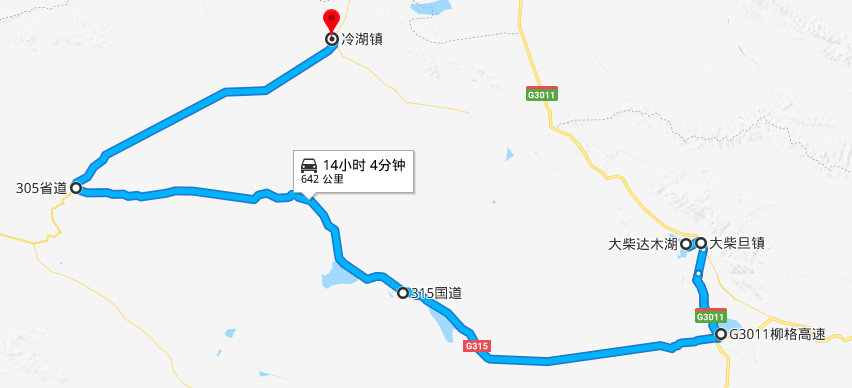 冷湖镇
G3011
14小时 4分钟
642 公里
305省道
大柴达木湖
大柴旦镇
315国道
G3011
G3011柳格高速
G315